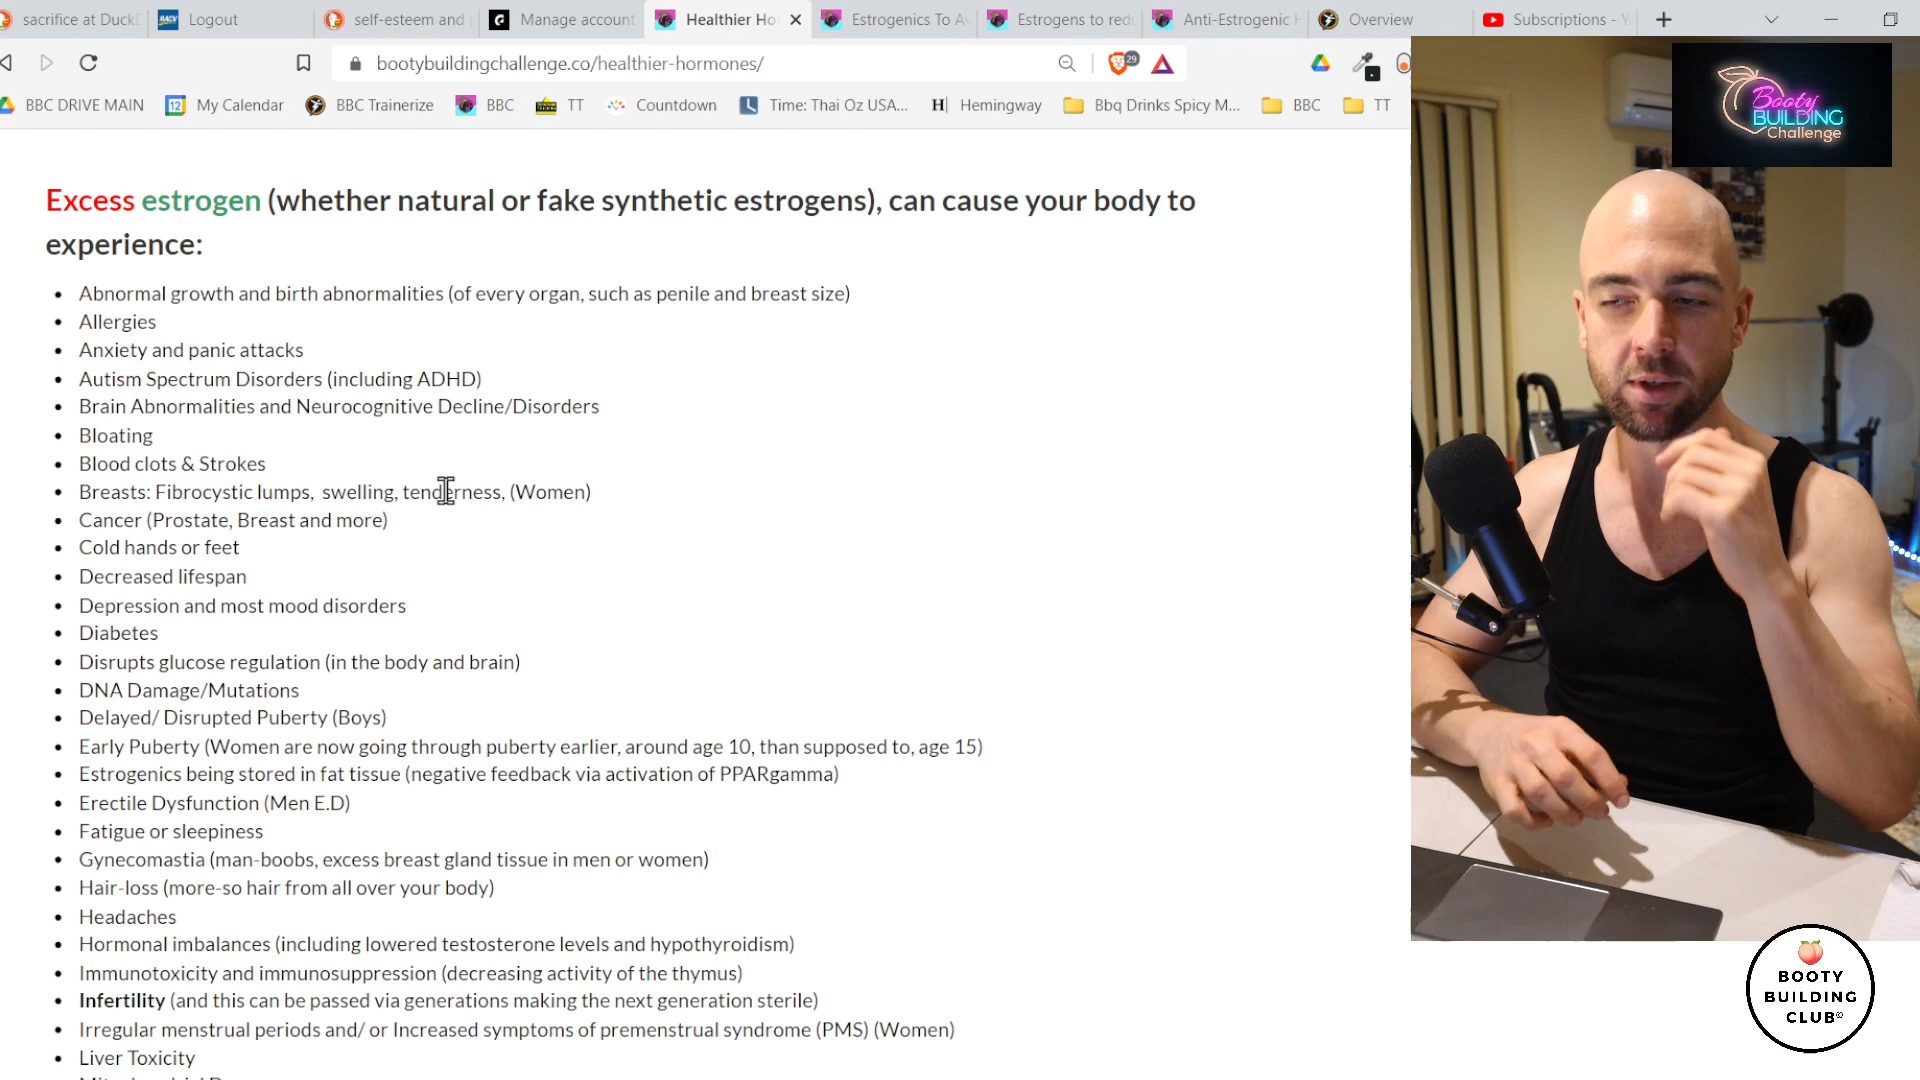 sacrifice at Duck
Logout
self-esteem and
Manage account
Healthier Ho
Estrogenics To A
Estrogens to red
Anti-Estrogenic
Overview
Subscriptions -
bootybuildingchallenge.co/healthier-hormones/
29
BBC DRIVE MAIN
12
My Calendar
BBC Trainerize
BBC
TT
Countdown
Time: Thai Oz USA...
Hemingway
Bbq Drinks Spicy M...
BBC
TT
Booty
BUILDING
Challenge
Excess estrogen (whether natural or fake synthetic estrogens), can cause your body to
experience:
Abnormal growth and birth abnormalities (of every organ, such as penile and breast size)
Allergies
Anxiety and panic attacks
Autism Spectrum Disorders (including ADHD)
Brain Abnormalities and Neurocognitive Decline/Disorders
Bloating
Blood clots & Strokes
Breasts: Fibrocystic lumps, swelling, tenderness, (Women)
Cancer (Prostate, Breast and more)
Cold hands or feet
Decreased lifespan
Depression and most mood disorders
Diabetes
Disrupts glucose regulation (in the body and brain)
DNA Damage/Mutations
Delayed/ Disrupted Puberty (Boys)
Early Puberty (Women are now going through puberty earlier, around age 10, than supposed to, age 15)
Estrogenics being stored in fat tissue (negative feedback via activation of PPARgamma)
Erectile Dysfunction (Men E.D)
Fatigue or sleepiness
Gynecomastia (man-boobs, excess breast gland tissue in men or women)
Hair-loss (more-so hair from all over your body)
Headaches
Hormonal imbalances (including lowered testosterone levels and hypothyroidism)
Immunotoxicity and immunosuppression (decreasing activity of the thymus)
Infertility (and this can be passed via generations making the next generation sterile)
Irregular menstrual periods and/ or Increased symptoms of premenstrual syndrome (PMS) (Women)
Liver Toxicity
BOOTY
BUILDING
CLUB©